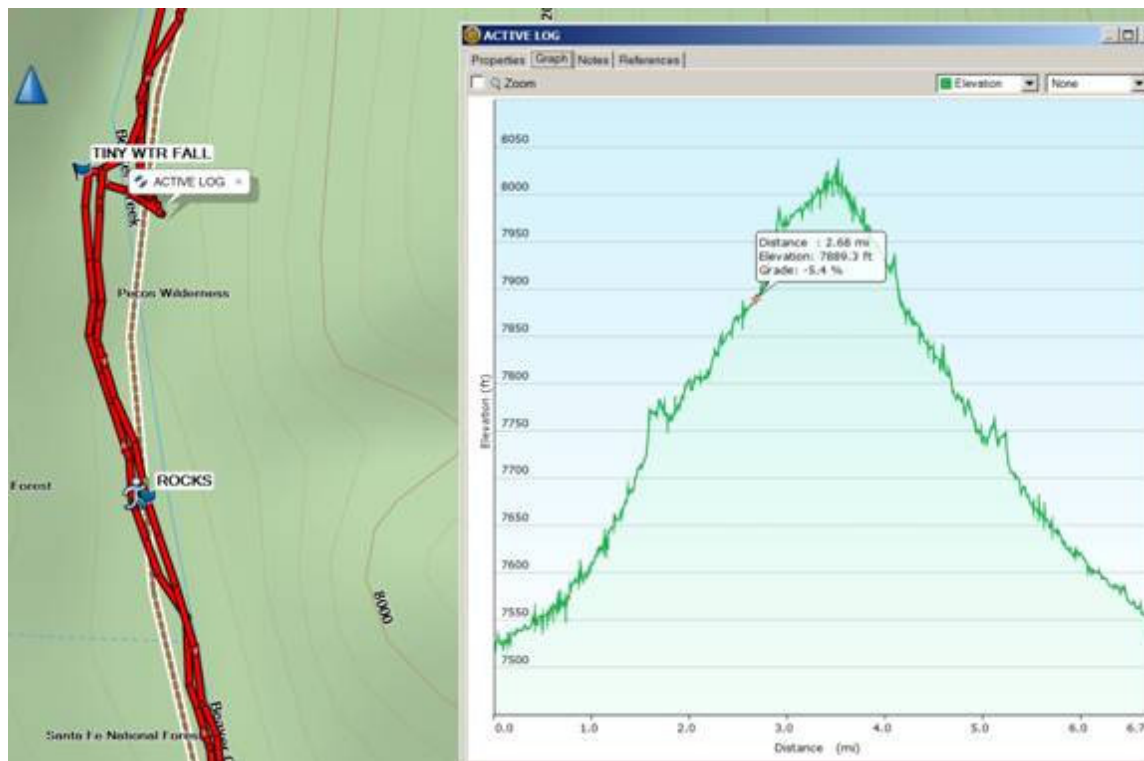 TINY WTR FALL
ACTIVE LOG
Pecos Wilderness
ROCKS
Forest
8000
Santa Fe National Forest
ACTIVE LOG
Properties Graph Notes References
Zoom
Elevation
None
8050
8000
7950
7900
7850
7800
7750
7700
7650
7600
7550
7500
Distance : 2.68 mi
Elevation: 7889.3 ft
Grade: -5.4 %
Elevation (ft)
0.0 1.0 2.0 3.0 4.0 5.0 6.0 6.7
Distance (mi)